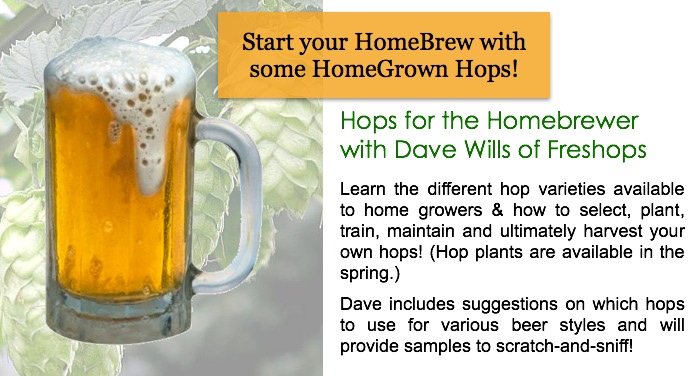 Start your HomeBrew with
some HomeGrown Hops!
Hops for the Homebrewer
with Dave Wills of Freshops
Learn the different hop varieties available
to home growers & how to select, plant,
train, maintain and ultimately harvest your
own hops! (Hop plants are available in the
spring.)
Dave includes suggestions on which hops
to use for various beer styles and will
provide samples to scratch-and-sniff!